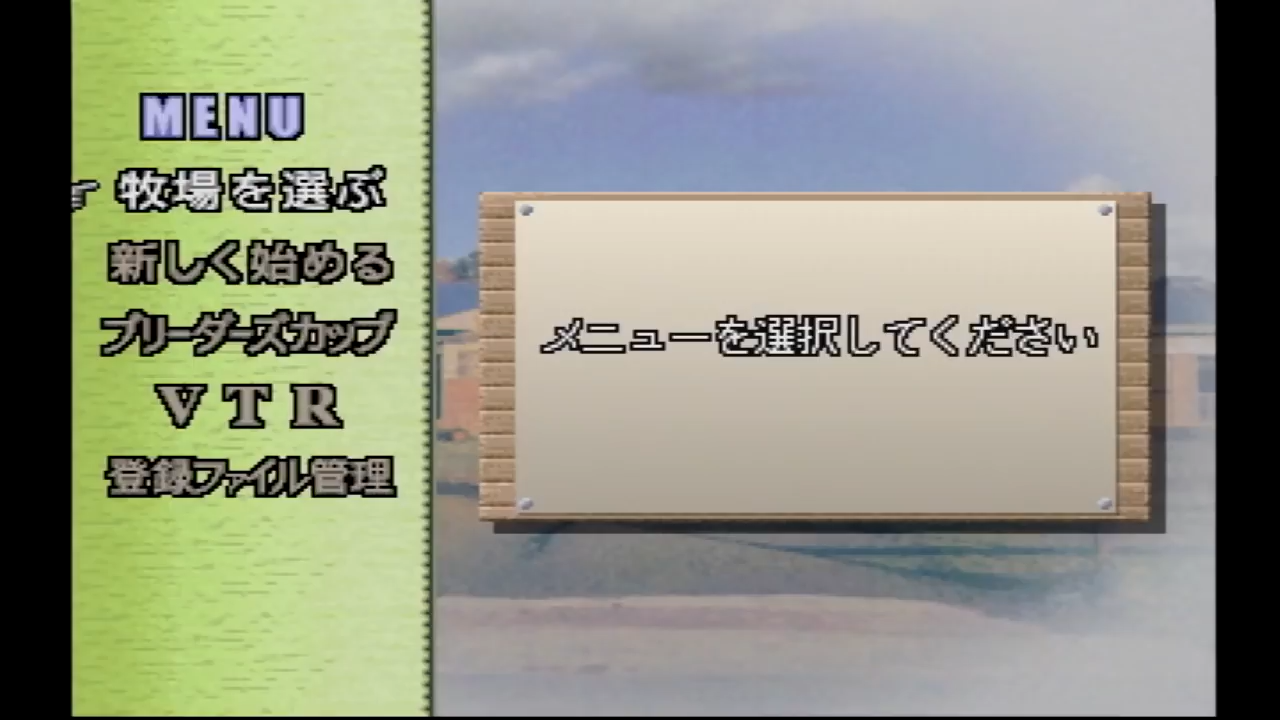 MENU
牧場を選ぶ
新しく始める
ブリーダーズカップ
VTR
登録ファイル管理
メニューを選択してください